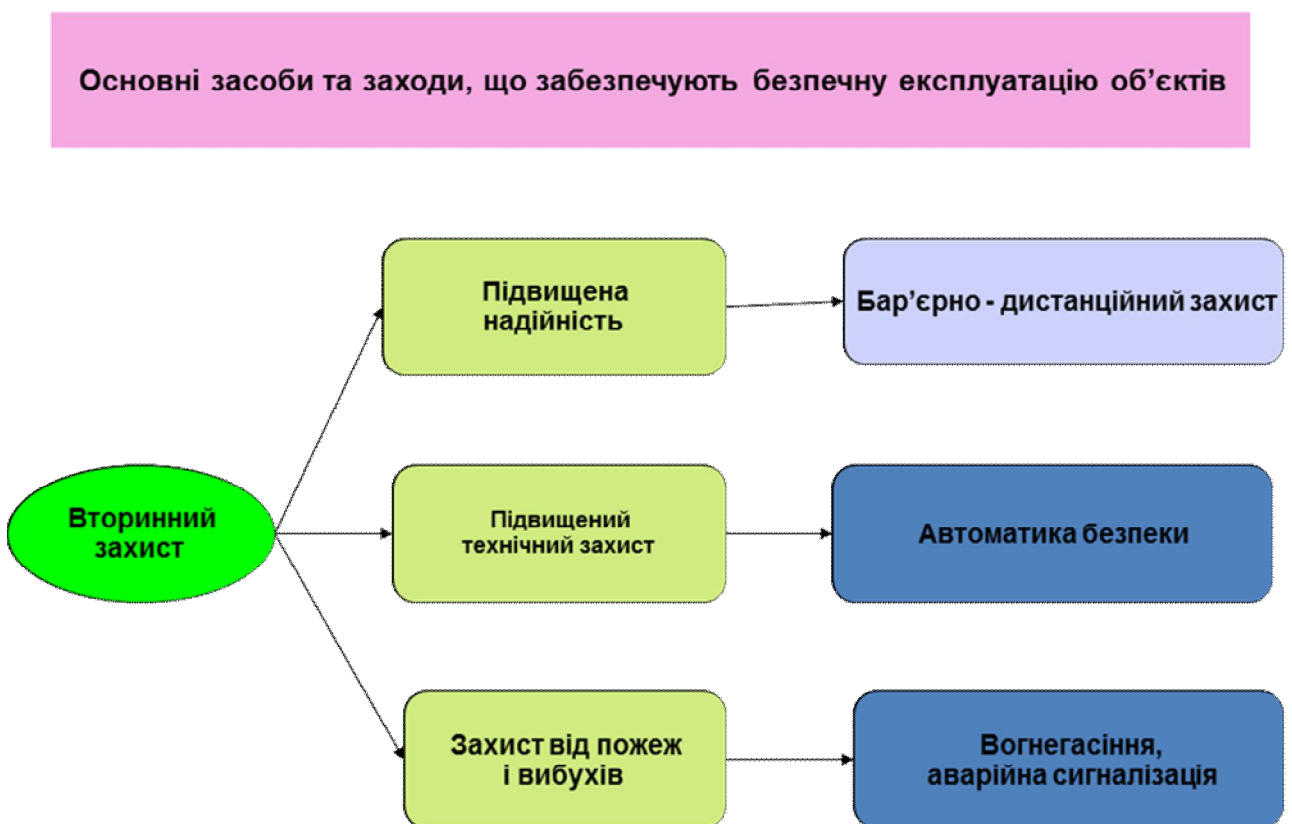 Основні засоби та заходи, що забезпечують безпечну експлуатацію об’єктів
Підвищена
надійність
Бар’єрно - дистанційний захист
Вторинний
захист
Підвищений
технічний захист
Автоматика безпеки
Захист від пожеж
і вибухів
Вогнегасіння,
аварійна сигналізація